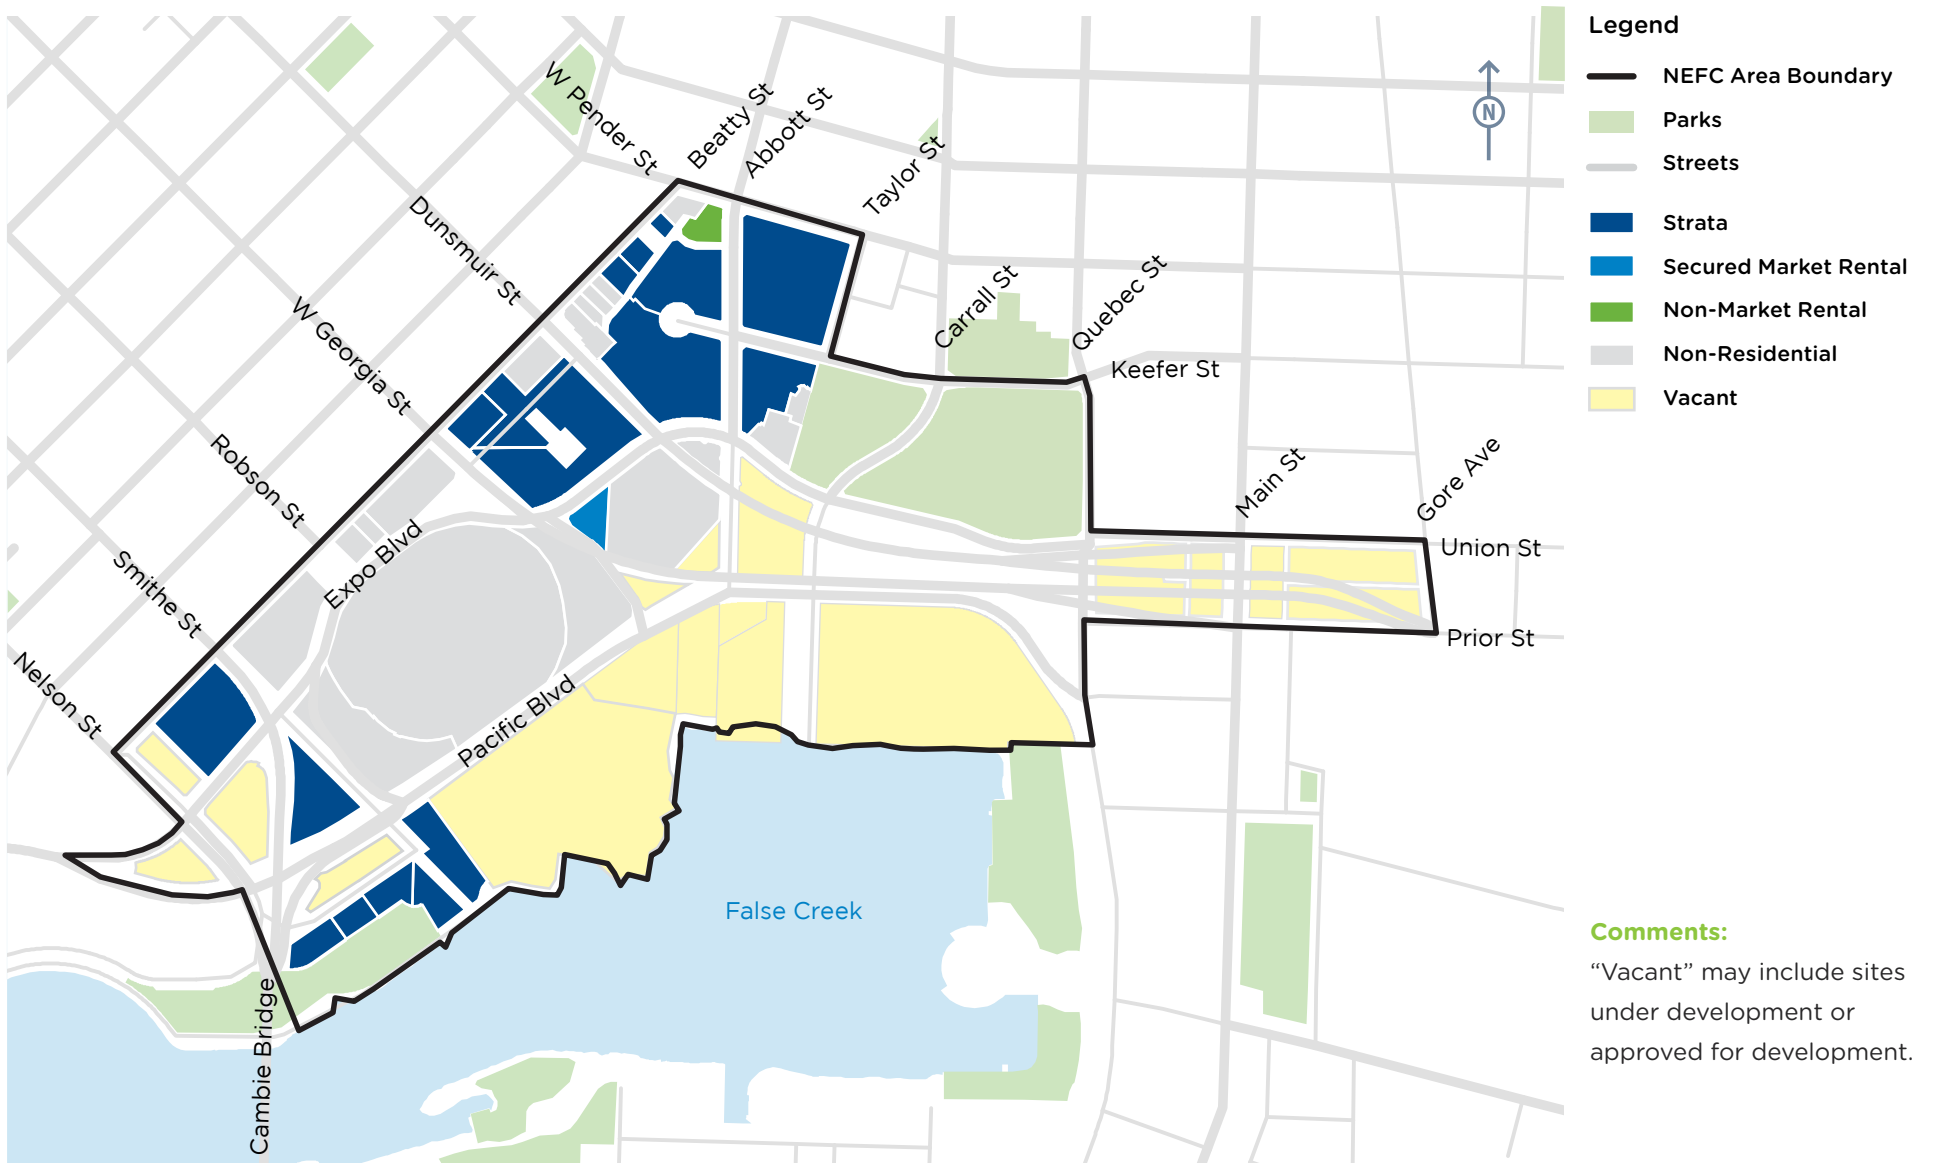 W Pender St
Beatty St
Abbott St
Taylor St
Dunsmuir St
Carrall St
Quebec St
W Georgia St
Keefer St
Robson St
Main St
Gore Ave
Expo Blvd
Union St
Smithe St
Prior St
Nelson St
Pacific Blvd
False Creek
Cambie Bridge
N
Legend
NEFC Area Boundary
Parks
Streets
Strata
Secured Market Rental
Non-Market Rental
Non-Residential
Vacant
Comments:
“Vacant” may include sites
under development or
approved for development.